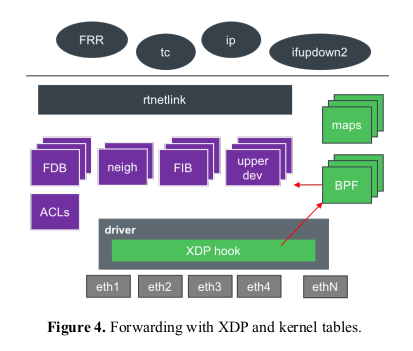 FRR
tc
ip
ifupdown2
rtnetlink
maps
FDB
neigh
FIB
upper
dev
BPF
ACLs
driver
XDP hook
eth1
eth2
eth3
eth4
ethN
Figure 4. Forwarding with XDP and kernel tables.